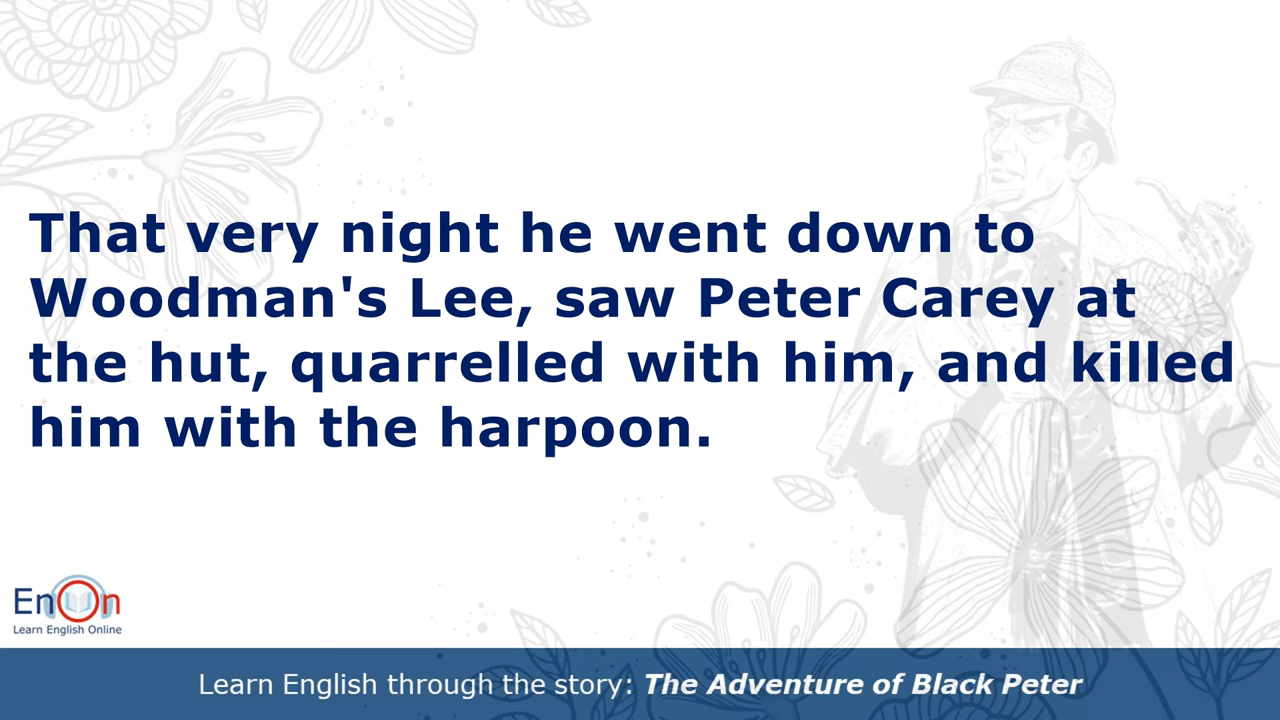 That very night he went down to
Woodman's Lee, saw Peter Carey at
the hut, quarrelled with him, and killed
him with the harpoon.
EnOn
Learn English Online
Learn English through the story: The Adventure of Black Peter